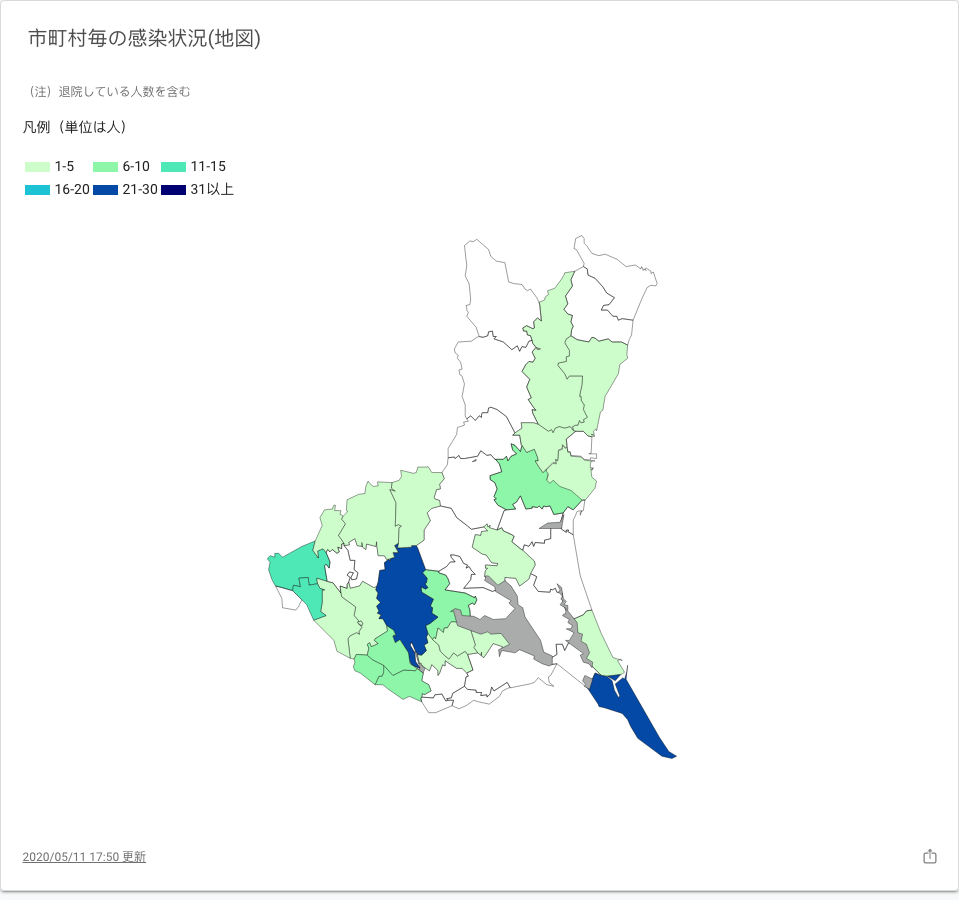 市町村毎の感染状況(地図)
（注）退院している人数を含む
凡例（単位は人）
1-5 6-10 11-15
16-20 21-30 31以上
2020/05/11 17:50 更新